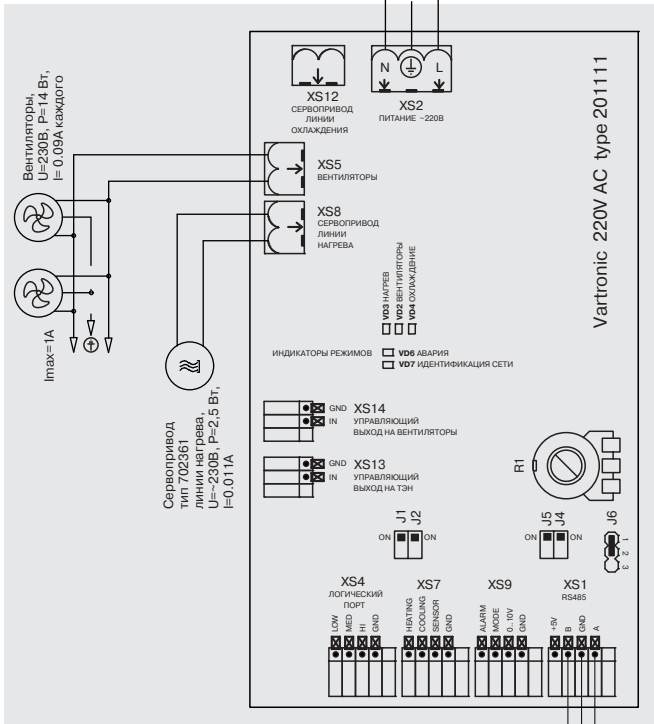 N
L
XS12
СЕРВОПРИВОД
ЛИНИИ
ОХЛАЖДЕНИЯ
XS2
ПИТАНИЕ ~220В
Вентиляторы,
U=230В, P=14 Вт,
I= 0.09А каждого
XS5
ВЕНТИЛЯТОРЫ
XS8
СЕРВОПРИВОД
ЛИНИИ
НАГРЕВА
Vartronic 220V AC type 201111
Imax=1А
VD3 НАГРЕВ
VD2 ВЕНТИЛЯТОРЫ
VD4 ОХЛАЖДЕНИЕ
ИНДИКАТОРЫ РЕЖИМОВ
VD6 АВАРИЯ
VD7 ИДЕНТИФИКАЦИЯ СЕТИ
Сервопривод
тип 702361
линии нагрева,
U=~230В, P=2,5 Вт,
I=0.011А
GND
IN
XS14
УПРАВЛЯЮЩИЙ
ВЫХОД НА ВЕНТИЛЯТОРЫ
GND
IN
XS13
УПРАВЛЯЮЩИЙ
ВЫХОД НА ТЭН
R1
J1
J2
ON
ON
J5
J4
ON
ON
J6
1
2
3
XS4
ЛОГИЧЕСКИЙ
ПОРТ
LOW
MED
HI
GND
XS7
HEATING
COOLING
SENSOR
GND
XS9
ALARM
MODE
0..10V
GND
XS1
RS485
+5V
B
GND
A